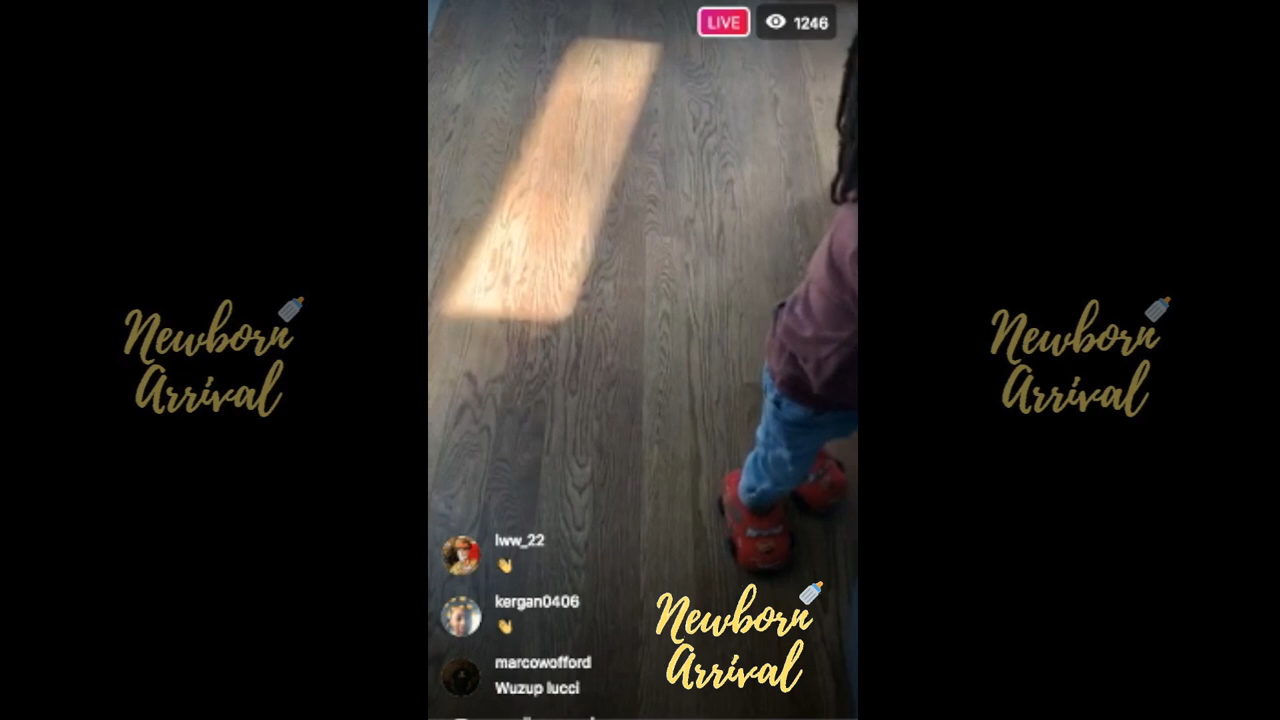 LIVE
1246
lww_22
👋
kergan0406
👋
marcowofford
Wuzup lucci
Newborn
Arrival
Newborn
Arrival
Newborn
Arrival